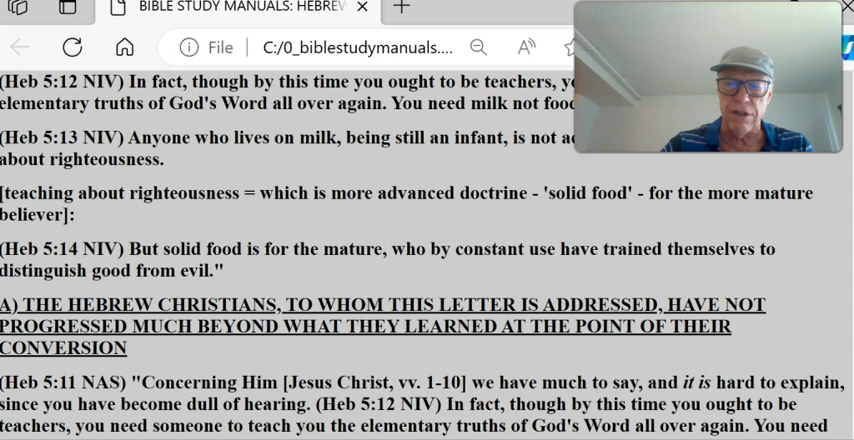 BIBLE STUDY MANUALS: HEBREW
File C:/0_biblestudymanuals....
(Heb 5:12 NIV) In fact, though by this time you ought to be teachers,
elementary truths of God's Word all over again. You need milk not
(Heb 5:13 NIV) Anyone who lives on milk, being still an infant, is not
about righteousness.
[teaching about righteousness = which is more advanced doctrine - 'solid food' - for the more mature
believer]:
(Heb 5:14 NIV) But solid food is for the mature, who by constant use have trained themselves to
distinguish good from evil."
A) THE HEBREW CHRISTIANS, TO WHOM THIS LETTER IS ADDRESSED, HAVE NOT
PROGRESSED MUCH BEYOND WHAT THEY LEARNED AT THE POINT OF THEIR
CONVERSION
(Heb 5:11 NAS) "Concerning Him [Jesus Christ, vv. 1-10] we have much to say, and it is hard to explain,
since you have become dull of hearing. (Heb 5:12 NIV) In fact, though by this time you ought to be
teachers, you need someone to teach you the elementary truths of God's Word all over again. You need